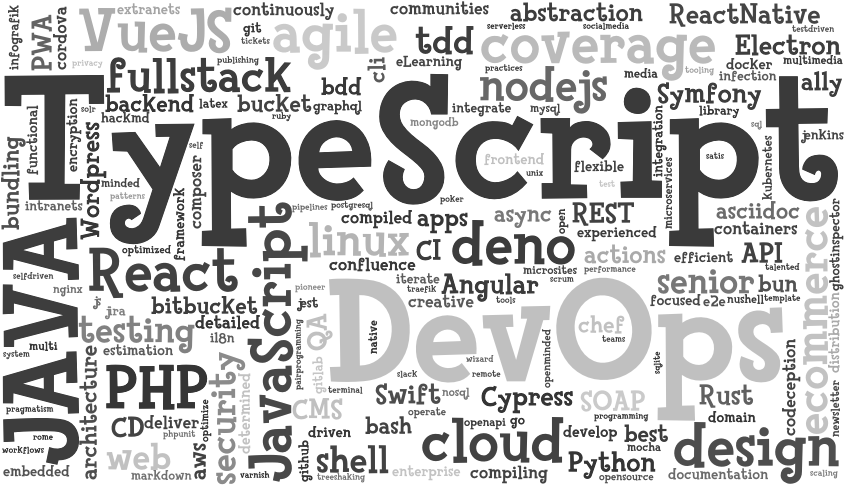 infografik
PWA
cordova
extranets
VueJS
privacy
git
tickets
continuously
agile
publishing
communities
tdd
cli
eLearning
serverless
abstraction
socialmedia
coverage
practices
ReactNative
testdriven
Electron
multimedia
docker
infection
tooling
media
ally
fullstack
backend
latex
bucket
bdd
graphql
hackmd
ruby
solr
nodejs
integrate
mysql
mongodb
Symfony
library
sql
jenkins
TypeScript
functional
encryption
Wordpress
bundling
minded
patterns
intranets
self
composer
framework
optimized
frontend
unix
flexible
test
integration
microservices
satis
kubernetes
poker
pipelines
postgresql
compiled
apps
async
open
REST
experienced
asciidoc
containers
JAVA
selfdriven
nginx
React
js
jira
bitbucket
JavaScript
linux
confluence
CI
deno
microsites
scrum
actions
performance
efficient
API
talented
senior
bun
focused
e2e
nushell
template
ecommerce
ghostinspector
distribution
newsletter
pioneer
jest
iterate
traefik
creative
Angular
tools
testing
detailed
i18n
estimation
multi
system
pairprogramming
QA
gitlab
native
DevOps
chef
teams
wizard
remote
slack
openminded
sqlite
terminal
architecture
PHP
pragmatism
security
determined
CMS
Swift
nosql
operate
Cypress
SOAP
programming
Rust
domain
codeception
rome
workflows
embedded
CD
deliver
phpunit
optimize
web
markdown
aws
varnish
github
driven
bash
shell
treeshaking
enterprise
cloud
openapi
go
compiling
develop
best
mocha
Python
opensource
design
documentation
scaling